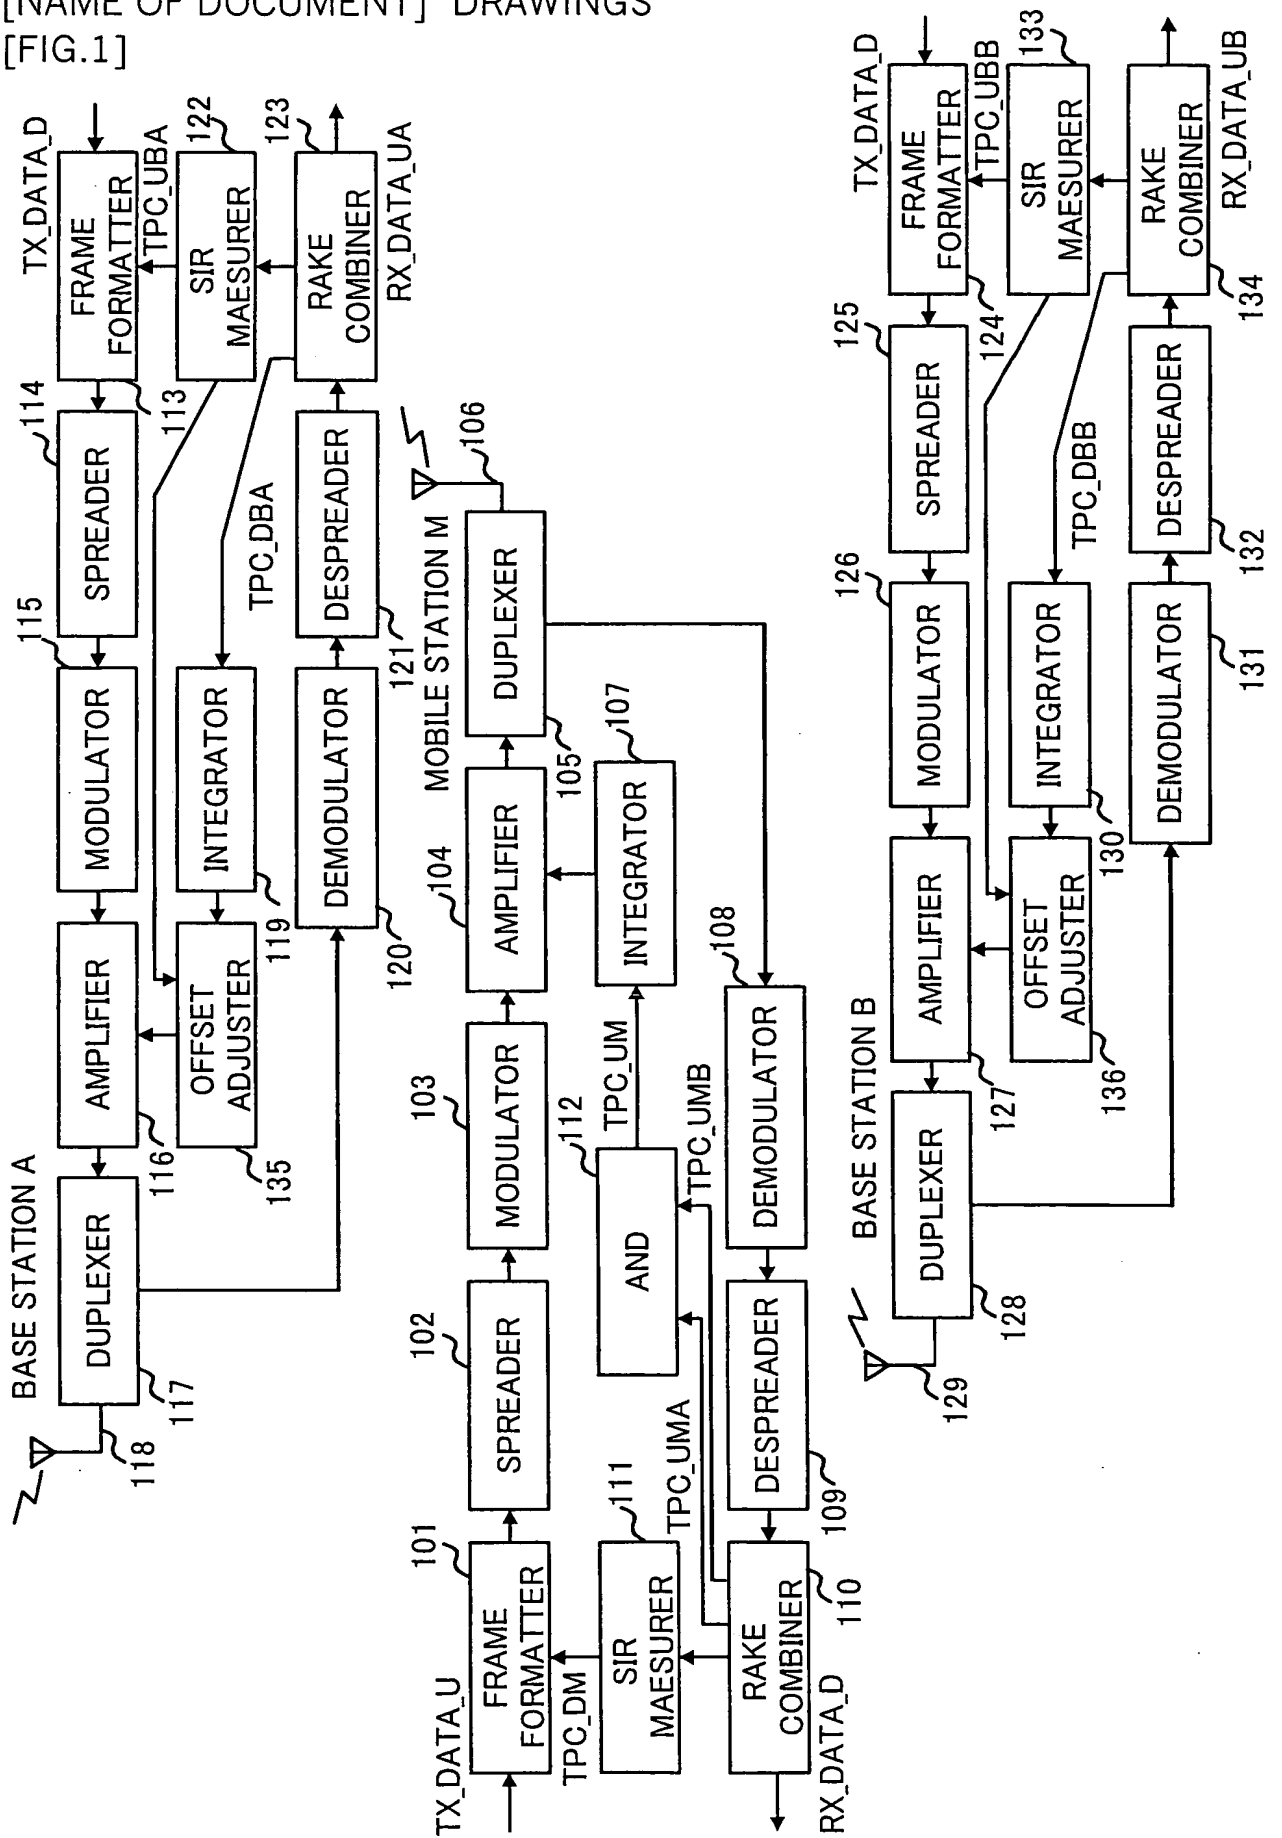 [NAME OF DOCUMENT] DRAWINGS
[FIG.1]
BASE STATION A
118
117
DUPLEXER
116
AMPLIFIER
115
MODULATOR
114
SPREADER
113
FRAME
FORMATTER
TX_DATA_D
TPC_UBA
135
OFFSET
ADJUSTER
119
INTEGRATOR
122
SIR
MAESURER
TPC_DBA
120
DEMODULATOR
121
DESPREADER
123
RAKE
COMBINER
RX_DATA_UA
MOBILE STATION M
TX_DATA_U
101
FRAME
FORMATTER
102
SPREADER
103
MODULATOR
104
AMPLIFIER
105
DUPLEXER
106
TPC_DM
111
SIR
MAESURER
112
AND
TPC_UM
107
INTEGRATOR
TPC_UMA
TPC_UMB
RX_DATA_D
110
RAKE
COMBINER
109
DESPREADER
108
DEMODULATOR
BASE STATION B
129
128
DUPLEXER
127
AMPLIFIER
126
MODULATOR
125
SPREADER
124
FRAME
FORMATTER
TX_DATA_D
TPC_UBB
136
OFFSET
ADJUSTER
130
INTEGRATOR
133
SIR
MAESURER
TPC_DBB
131
DEMODULATOR
132
DESPREADER
134
RAKE
COMBINER
RX_DATA_UB